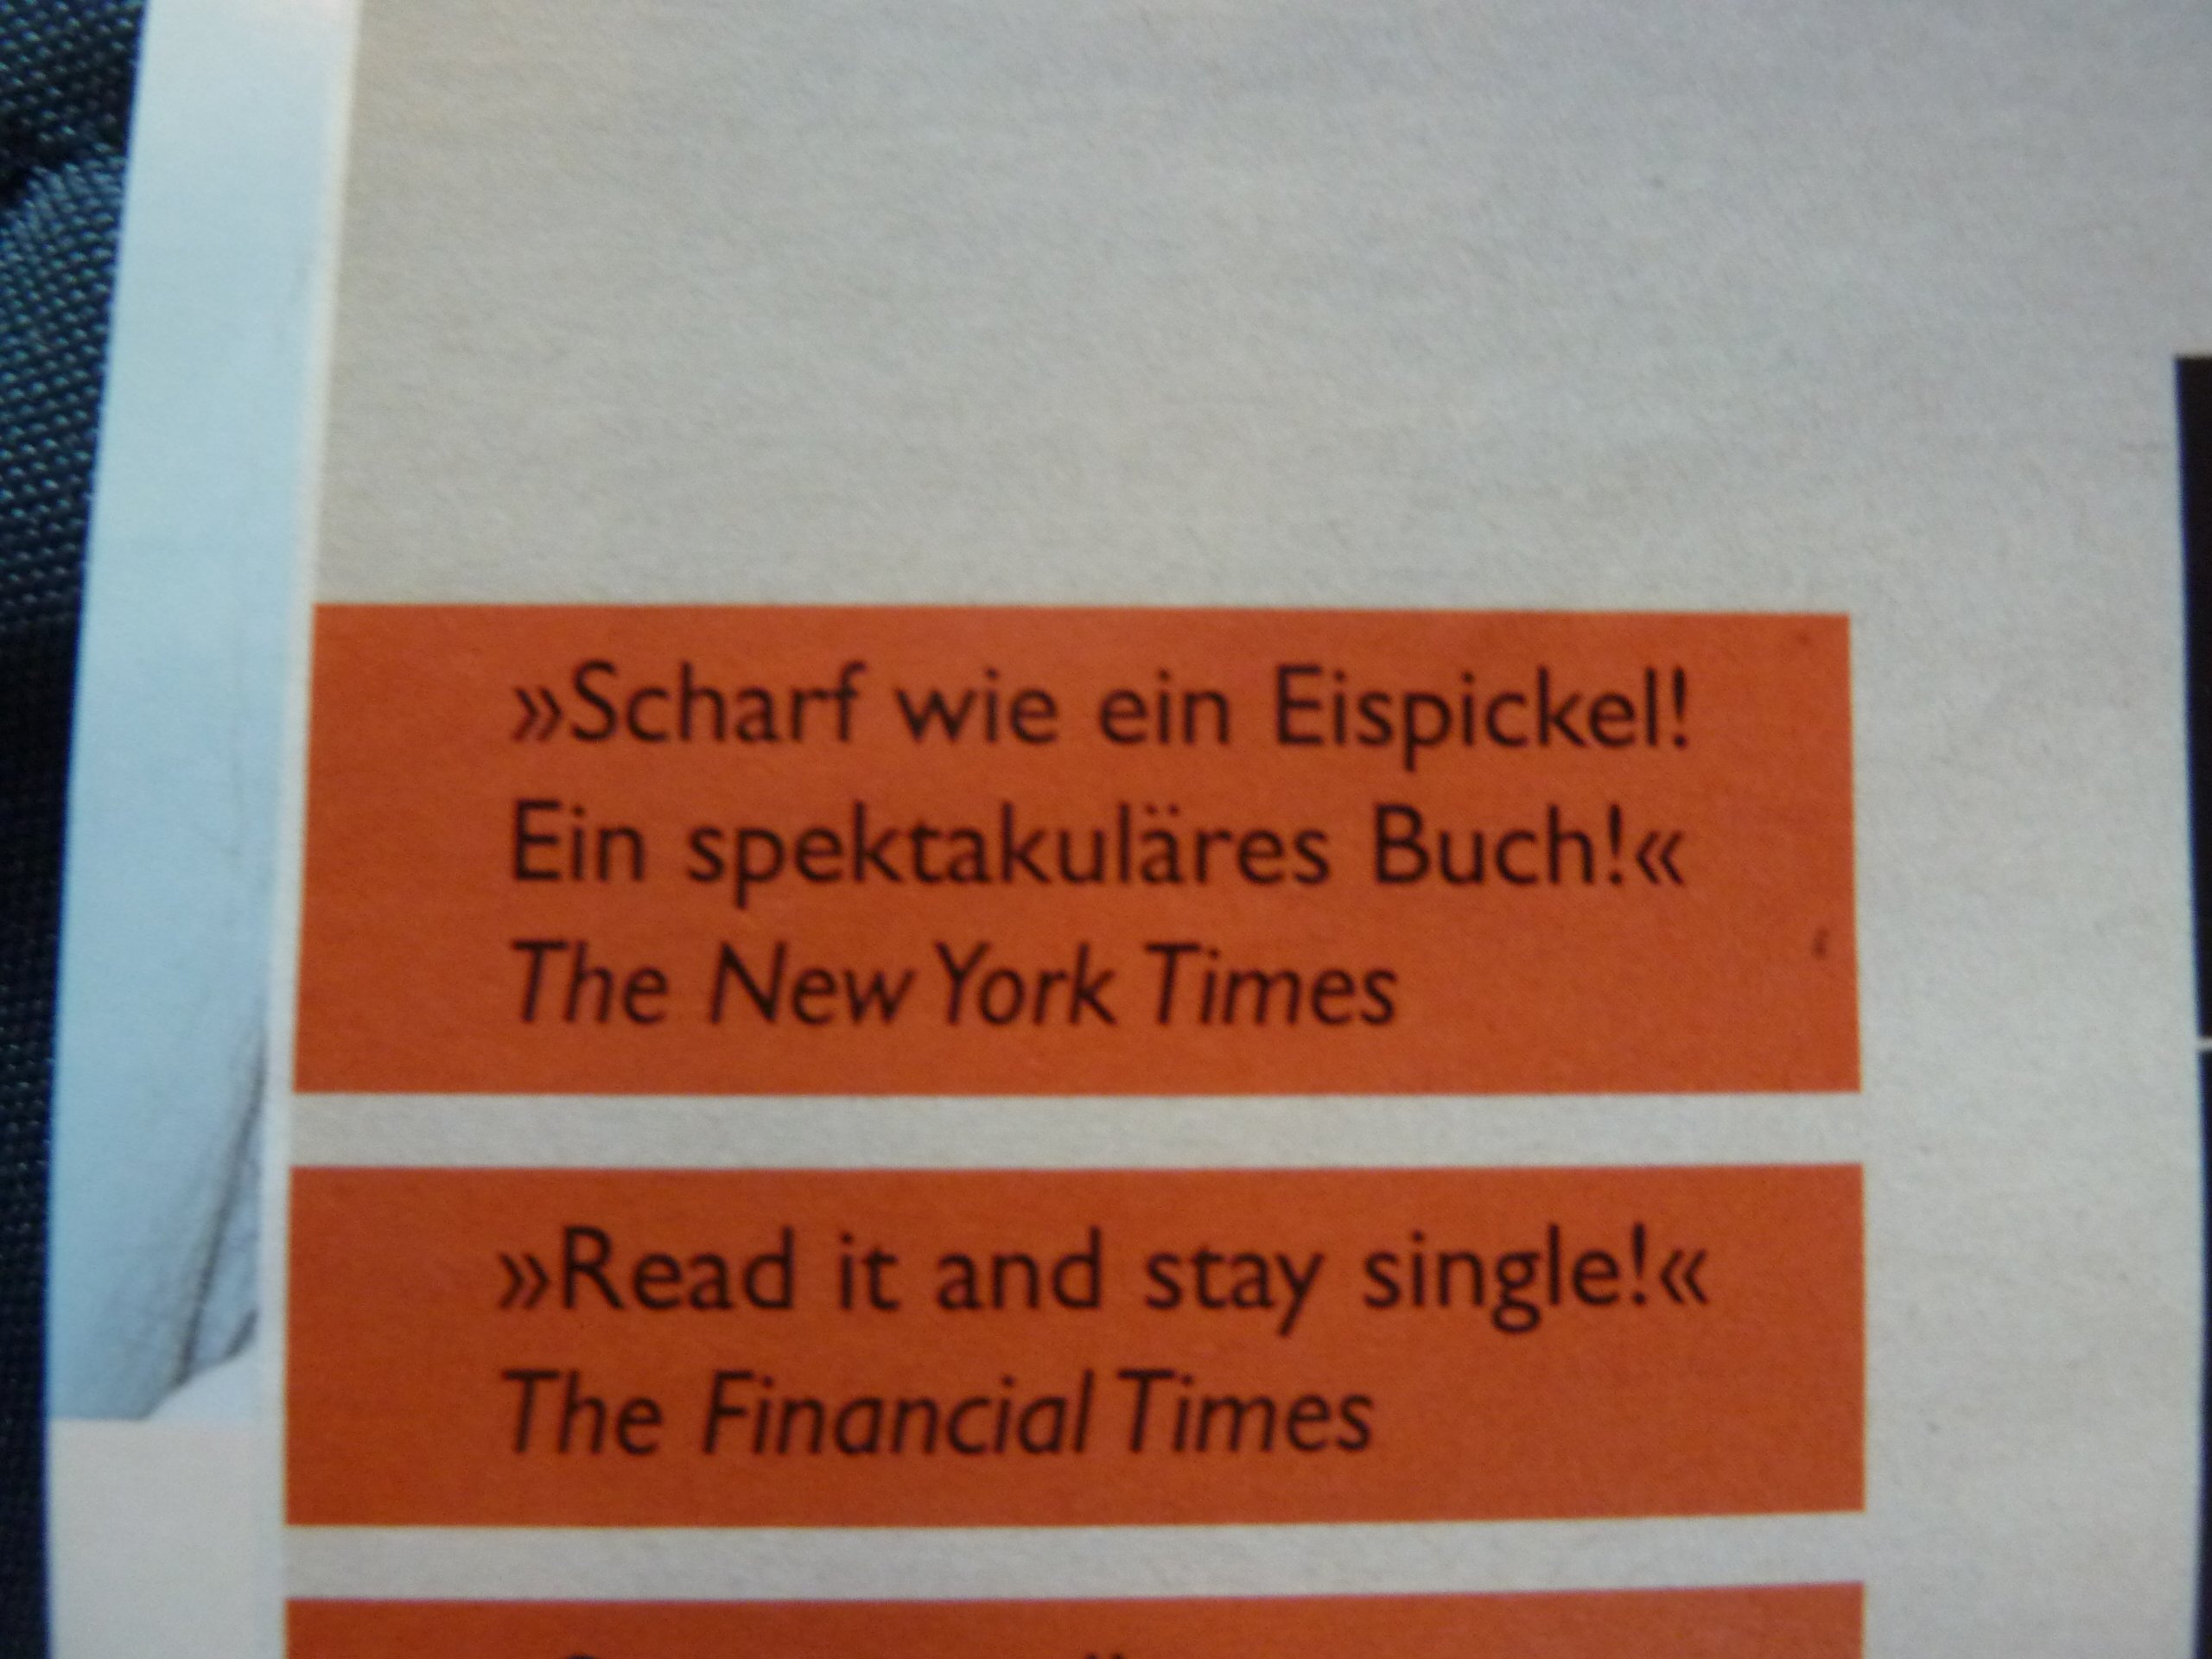 »Scharf wie ein Eispickel!
Ein spektakuläres Buch!«
The New York Times
»Read it and stay single!«
The Financial Times